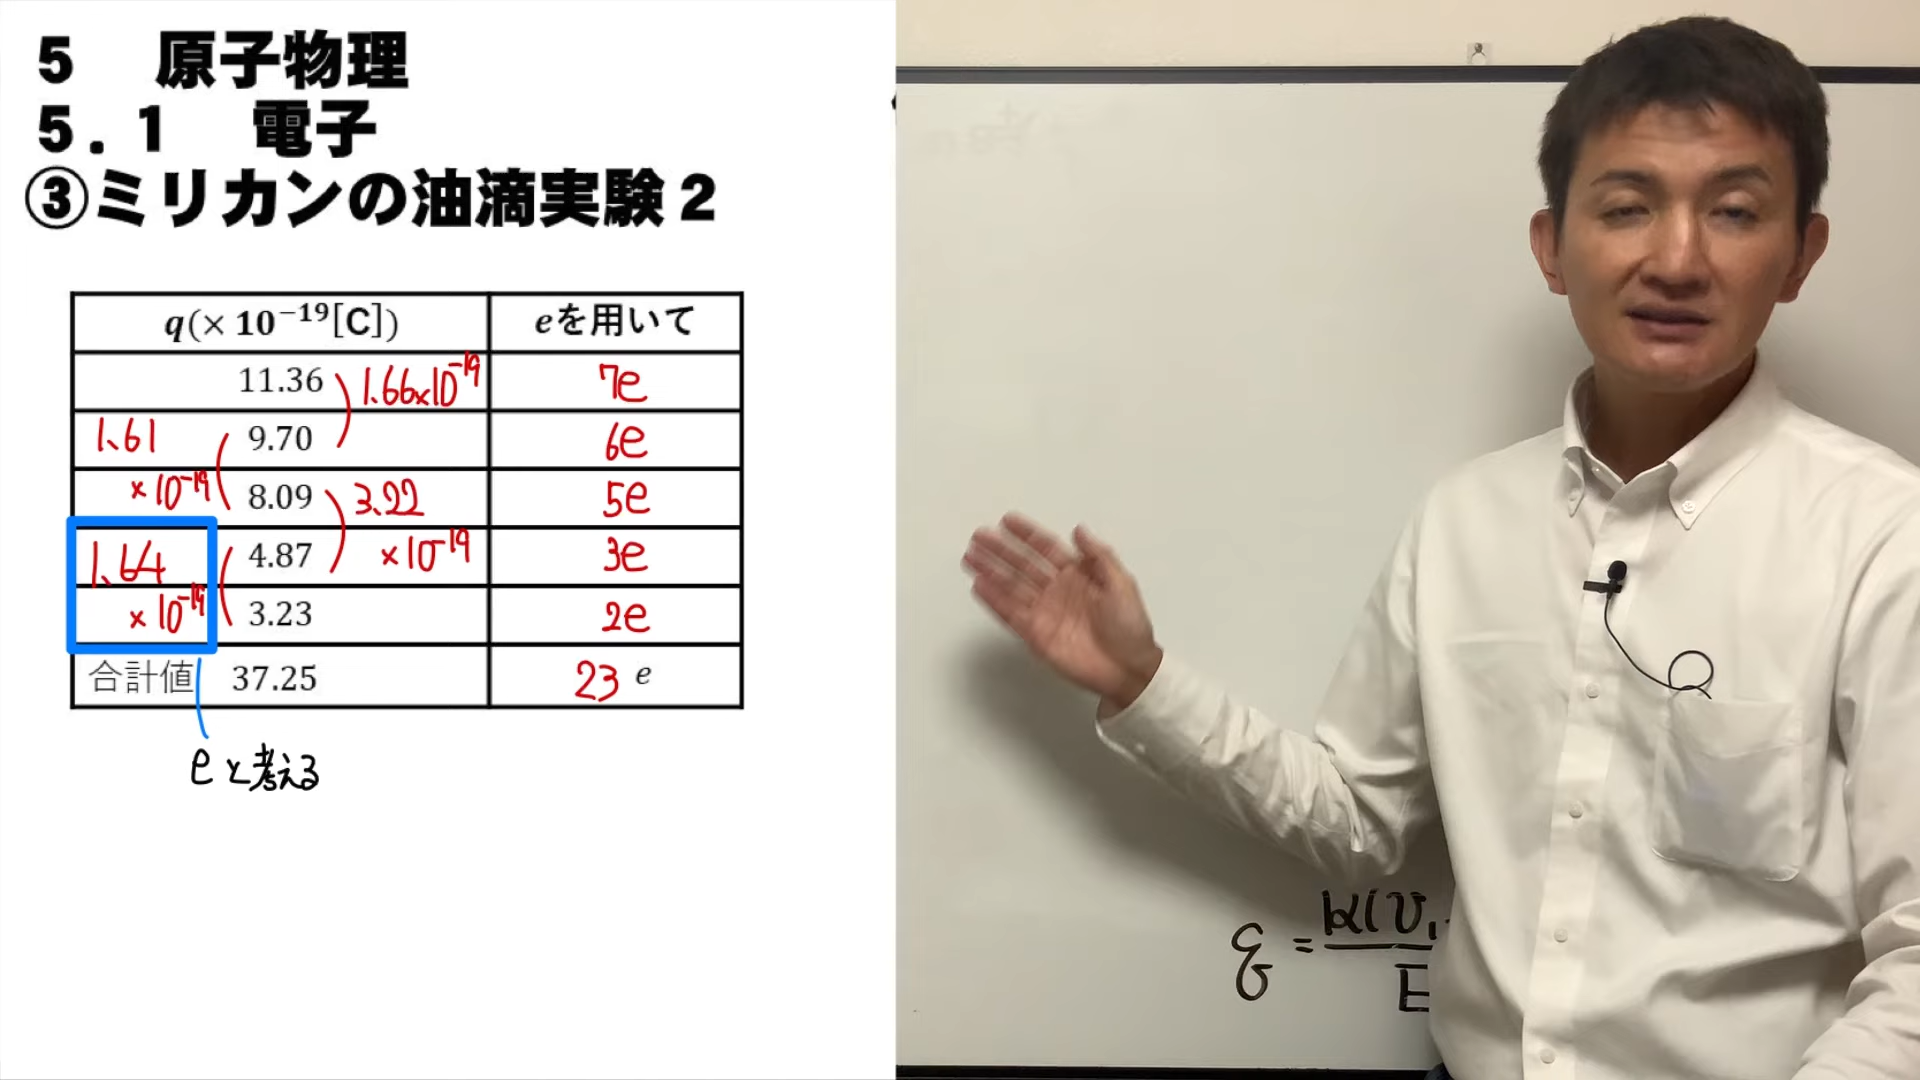 5 原子物理
5.1 電子
③ミリカンの油滴実験2
q(×10⁻¹⁹[C]) eを用いて
11.36 1.66×10⁻¹⁹ 7e
1.61 9.70 6e
×10⁻¹⁹ 8.09 3.22 5e
1.64 4.87 ×10⁻¹⁹ 3e
×10⁻¹⁹ 3.23 2e
合計値 37.25 23 e
eと考える
q = k(v₁
E